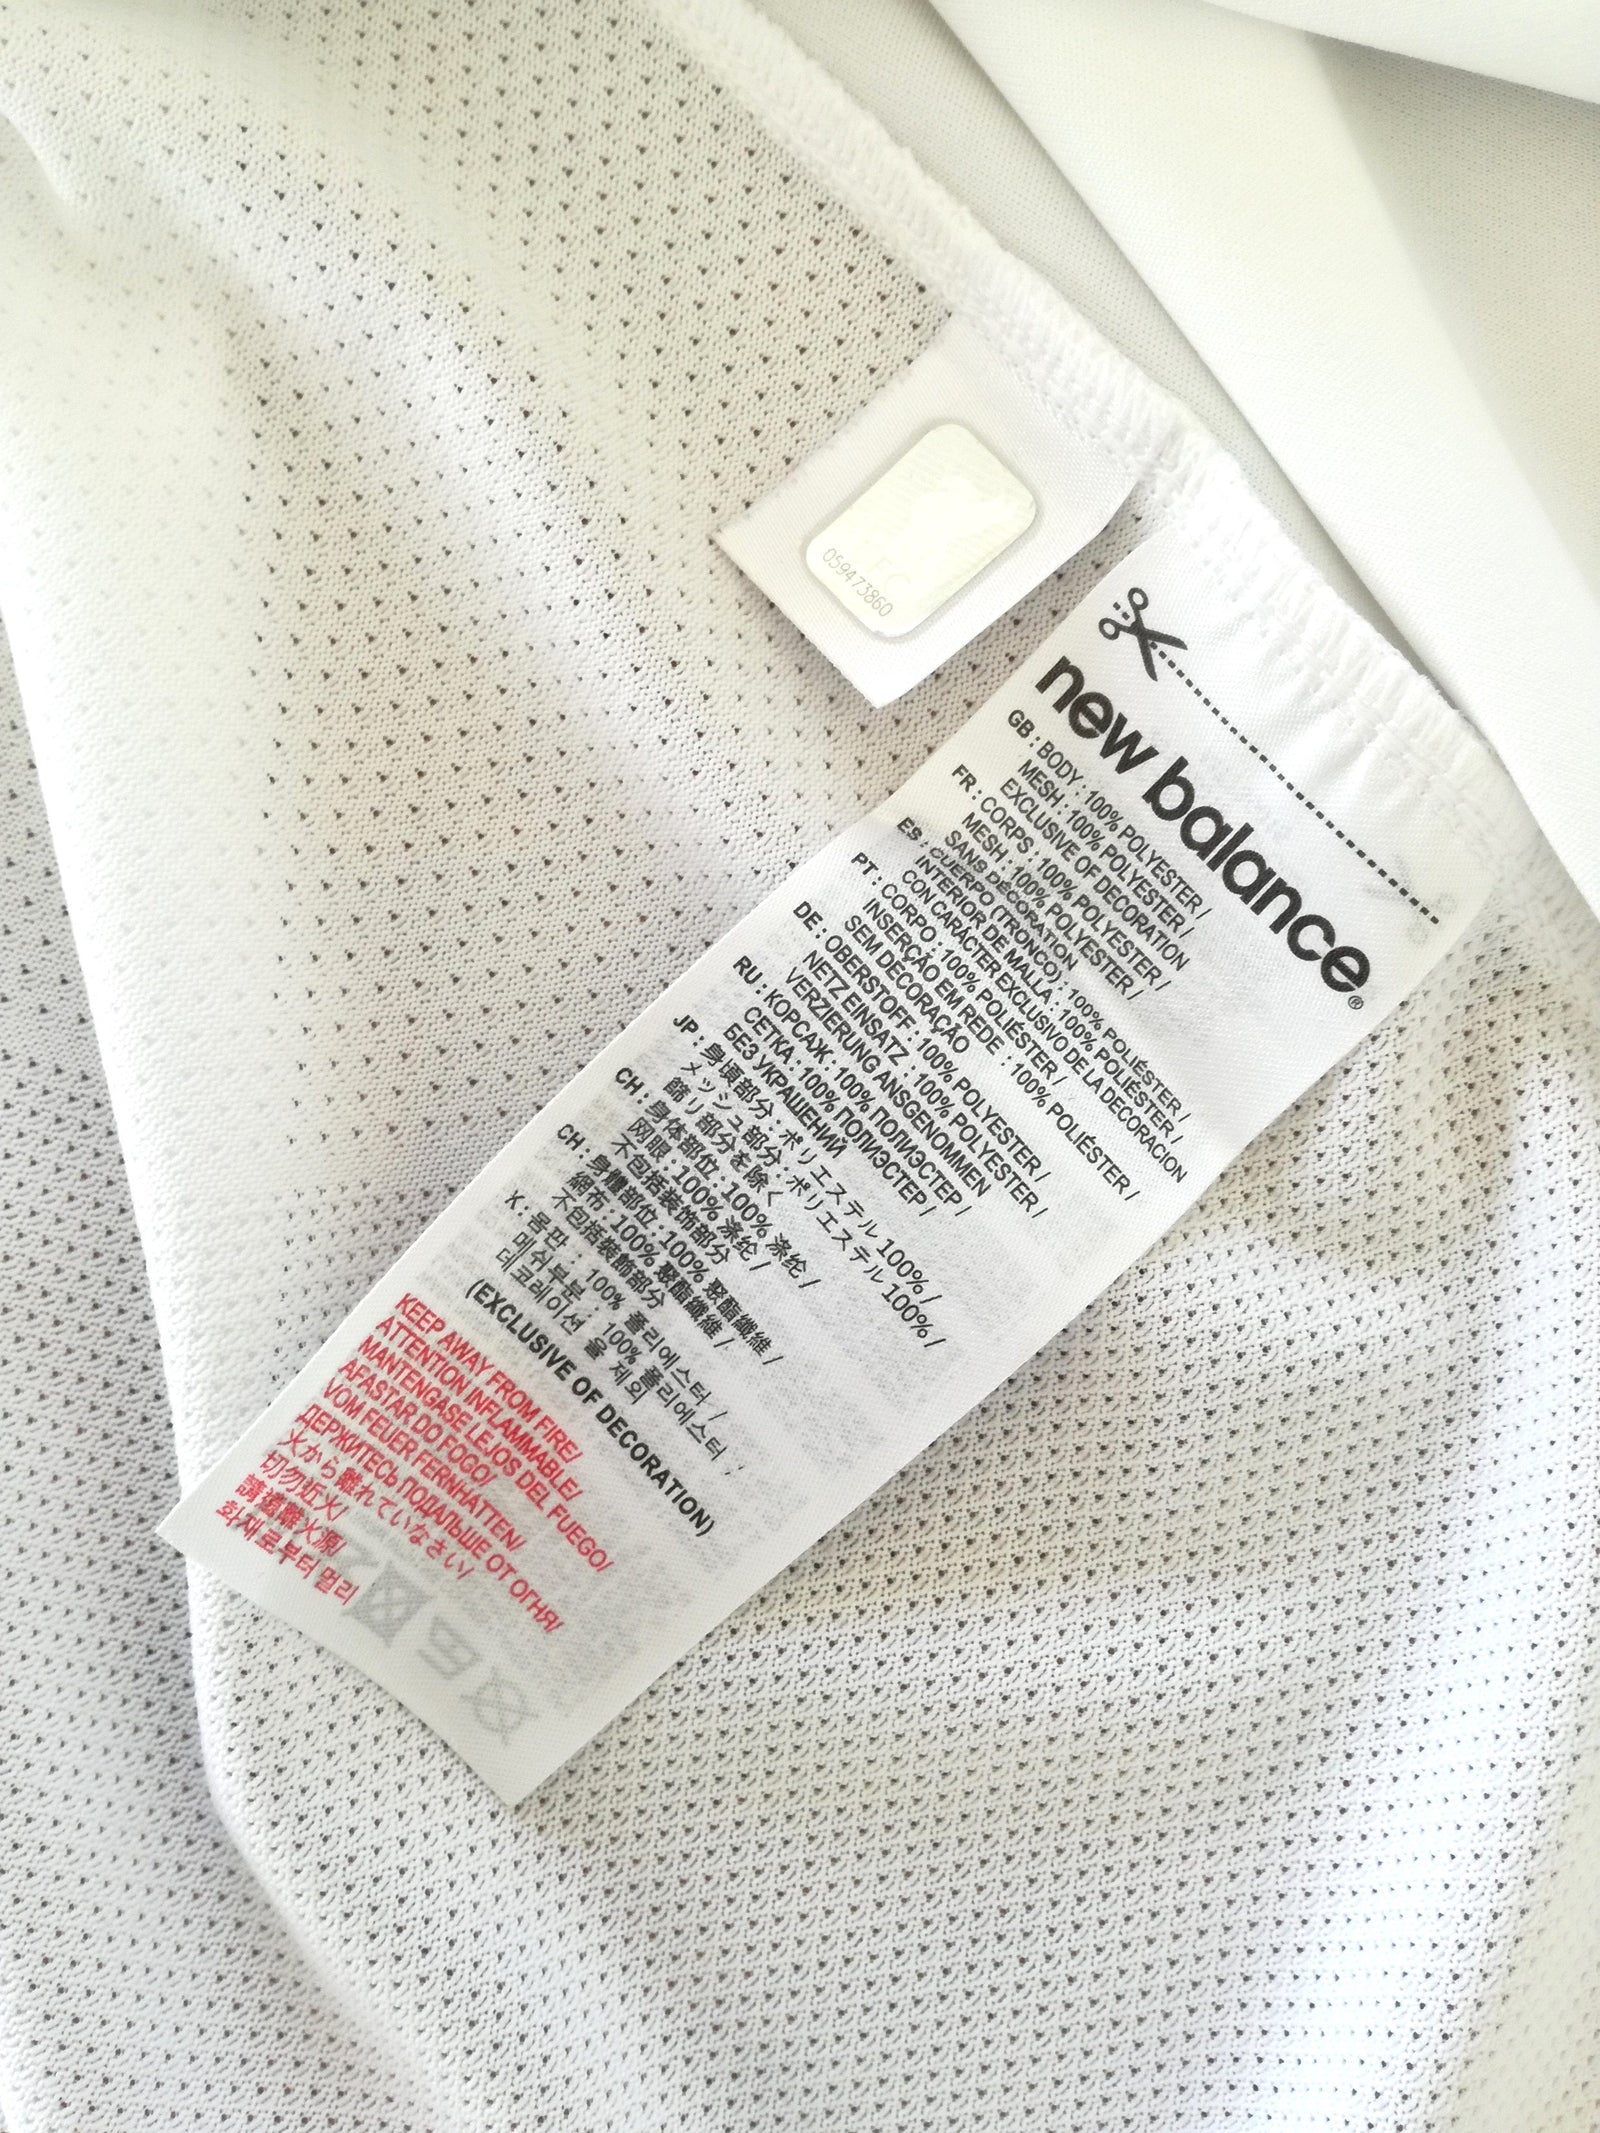 059473860
new balance®
GB : BODY : 100% POLYESTER /
MESH : 100% POLYESTER /
EXCLUSIVE OF DECORATION
FR : CORPS : 100% POLYESTER /
MESH : 100% POLYESTER /
SANS DÉCORATION
ES : CUERPO (TRONCO) : 100% POLIÉSTER /
INTERIOR DE MALLA : 100% POLIÉSTER /
CON CARÁCTER EXCLUSIVO DE LA DECORACION
PT : CORPO : 100% POLIÉSTER /
INSERÇÃO EM REDE : 100% POLIÉSTER /
SEM DECORAÇÃO
DE : OBERSTOFF : 100% POLYESTER /
NETZ EINSATZ : 100% POLYESTER /
VERZIERUNG ANSGENOMMEN
RU : КОРСАЖ : 100% ПОЛИЭСТЕР /
СЕТКА : 100% ПОЛИЭСТЕР /
БЕЗ УКРАШЕНИЙ
JP : 身頃部分 : ポリエステル 100% /
メッシュ部分 : ポリエステル 100% /
飾リ部分を除く
CH : 身体部位 : 100% 涤纶 /
网眼 : 100% 涤纶 /
不包括装饰部分
CH : 身體部位 : 100% 聚酯纖維 /
網布 : 100% 聚酯纖維 /
不包括裝飾部分
K : 몸판 : 100% 폴리에스터 /
메쉬부분 : 100% 폴리에스터 ;
데코레이션 을 제외
(EXCLUSIVE OF DECORATION)
KEEP AWAY FROM FIRE/
ATTENTION INFLAMMABLE/
MANTENGASE LEJOS DEL FUEGO/
AFASTAR DO FOGO/
VOM FEUER FERNHATTEN/
ДЕРЖИТЕСЬ ПОДАЛЬШЕ ОТ ОГНЯ/
火から離れていなさい/
切勿近火/
請遠離火源/
화재로부터 멀리